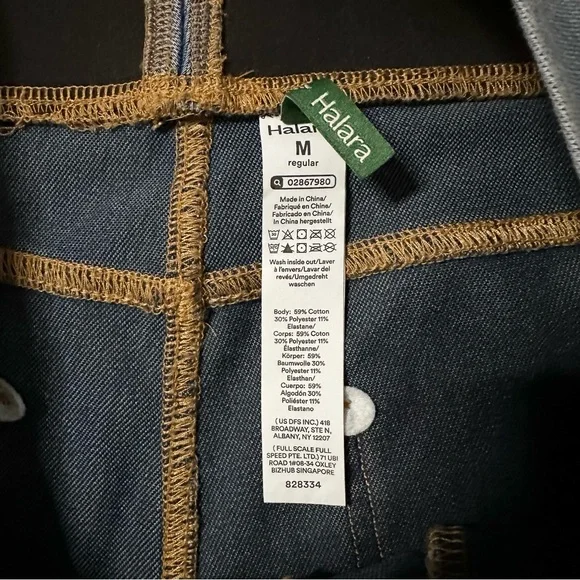 Halara
Halara
M
regular
02867980
Made in China/
Fabriqué en China/
Fabricado en China/
In China hergestellt
Wash inside out/Laver
à l'envers/Lavar del
revés/Umgedreht
waschen
Body: 59% Cotton
30% Polyester 11%
Elastane/
Corps: 59% Cotton
30% Polyester 11%
Élasthanne/
Körper: 59%
Baumwolle 30%
Polyester 11%
Elasthan/
Cuerpo: 59%
Algodón 30%
Poliéster 11%
Elastano
( US DFS INC.) 418
BROADWAY, STE N,
ALBANY, NY 12207
( FULL SCALE FULL
SPEED PTE. LTD.) 71 UBI
ROAD 1#08-34 OXLEY
BIZHUB SINGAPORE
828334